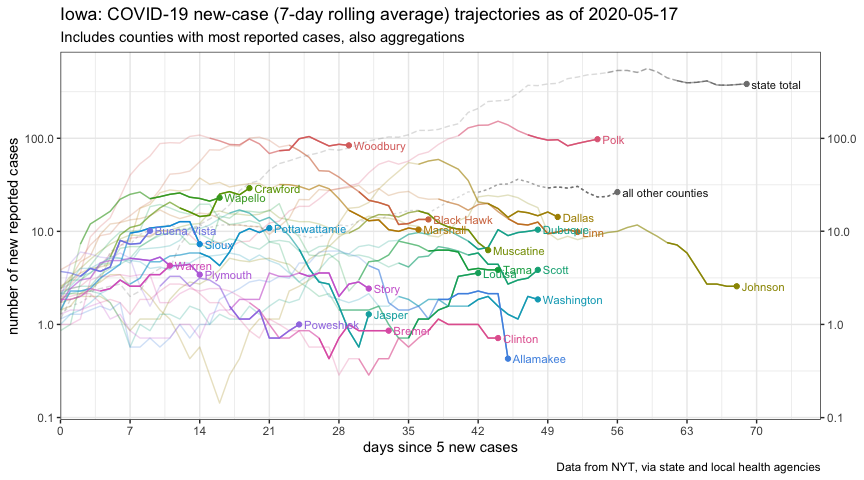 Iowa: COVID-19 new-case (7-day rolling average) trajectories as of 2020-05-17
Includes counties with most reported cases, also aggregations
number of new reported cases
100.0
10.0
1.0
0.1
100.0
10.0
1.0
0.1
state total
Woodbury
Polk
Crawford
Wapello
all other counties
Black Hawk
Dallas
Buena Vista
Pottawattamie
Marshall
Dubuque
Linn
Sioux
Muscatine
Warren
Plymouth
Tama
Scott
Louisa
Story
Johnson
Washington
Jasper
Poweshiek
Bremer
Clinton
Allamakee
0 7 14 21 28 35 42 49 56 63 70
days since 5 new cases
Data from NYT, via state and local health agencies